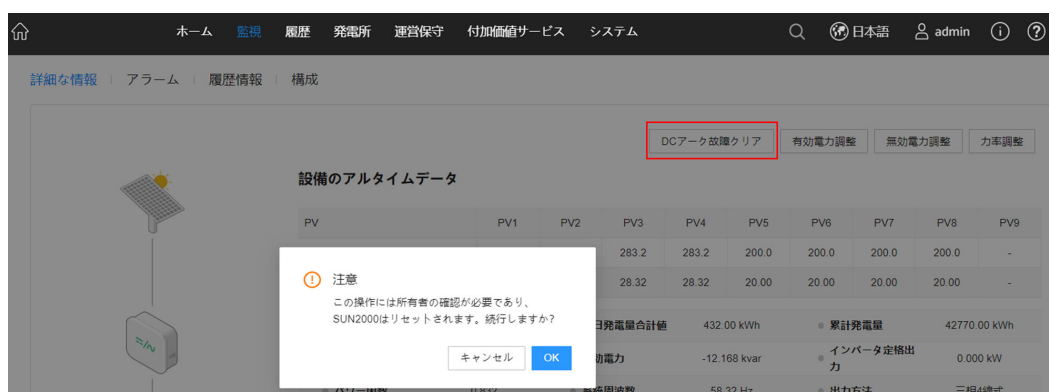 ホーム 監視 履歴 発電所 運営保守 付加価値サービス システム 日本語 admin
詳細な情報 アラーム 履歴情報 構成
DCアーク故障クリア 有効電力調整 無効電力調整 力率調整
設備のアルタイムデータ
PV PV1 PV2 PV3 PV4 PV5 PV6 PV7 PV8 PV9
283.2 283.2 200.0 200.0 200.0 200.0 -
28.32 28.32 20.00 20.00 20.00 20.00 -
注意
この操作には所有者の確認が必要であり、
SUN2000はリセットされます。続行しますか?
キャンセル OK
日発電量合計値 432.00 kWh 累計発電量 42770.00 kWh
効電力 -12.168 kvar インバータ定格出
力 0.000 kW
0.832 58.32 Hz 出力方法 三相4線式